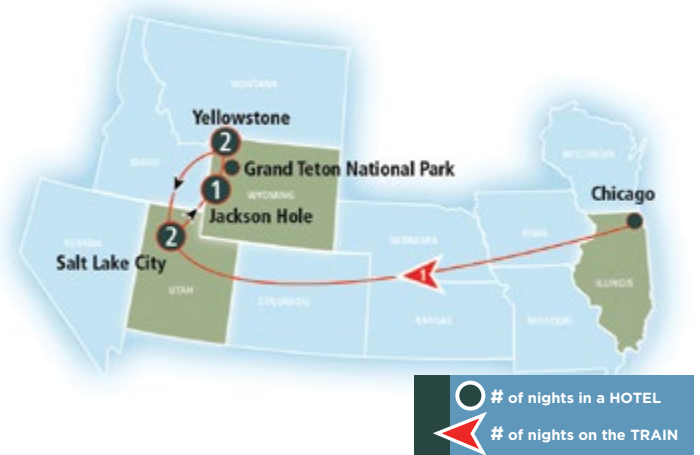 MONTANA
Yellowstone
2
IDAHO
Grand Teton National Park
WISCONSIN
1
WYOMING
Chicago
Jackson Hole
2
NEVADA
NEBRASKA
IOWA
Salt Lake City
1
UTAH
COLORADO
ILLINOIS
KANSAS
MISSOURI
# of nights in a HOTEL
# of nights on the TRAIN